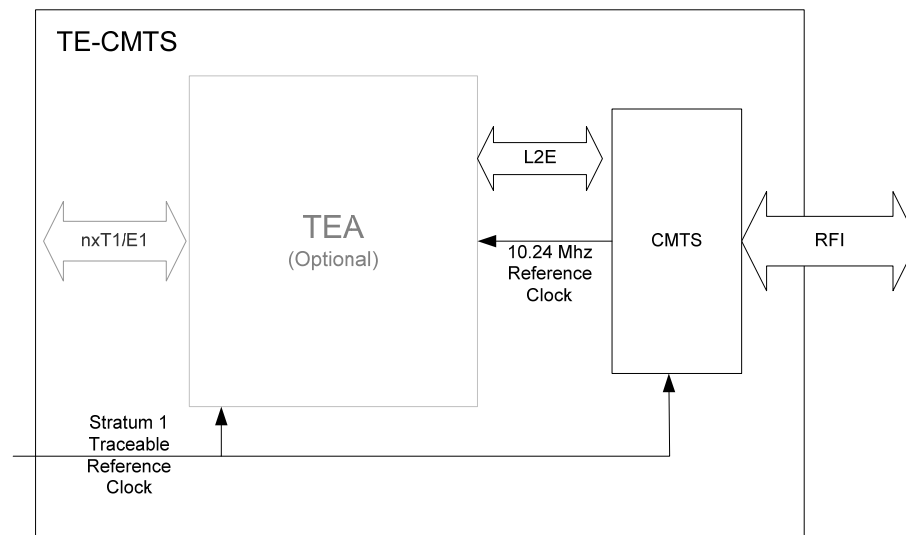 TE-CMTS
L2E
TEA
(Optional)
nxT1/E1
10.24 Mhz
Reference
Clock
CMTS
RFI
Stratum 1
Traceable
Reference
Clock